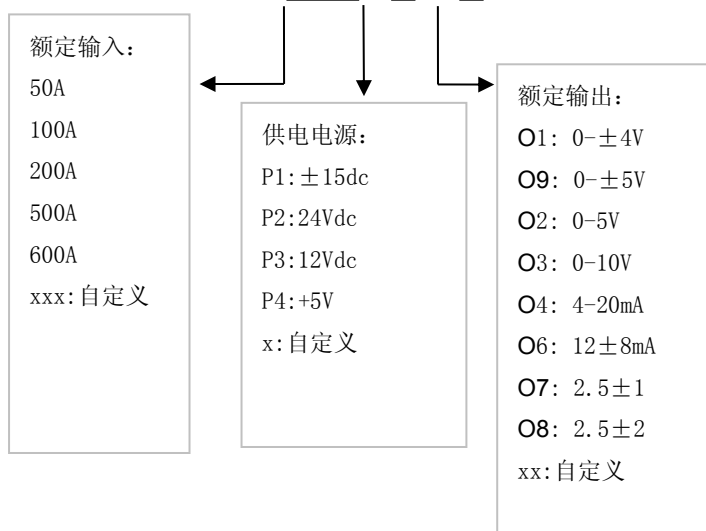 额定输入：
50A
100A
200A
500A
600A
xxx:自定义
供电电源：
P1:±15dc
P2:24Vdc
P3:12Vdc
P4:+5V
x:自定义
额定输出：
O1: 0-±4V
O9: 0-±5V
O2: 0-5V
O3: 0-10V
O4: 4-20mA
O6: 12±8mA
O7: 2.5±1
O8: 2.5±2
xx:自定义